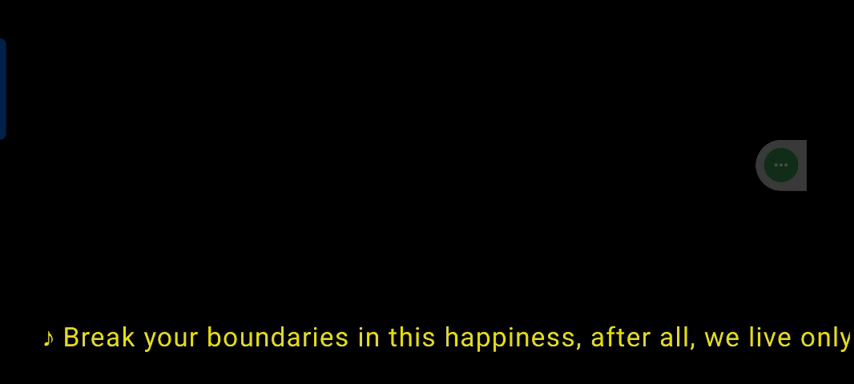 ♪ Break your boundaries in this happiness, after all, we live only